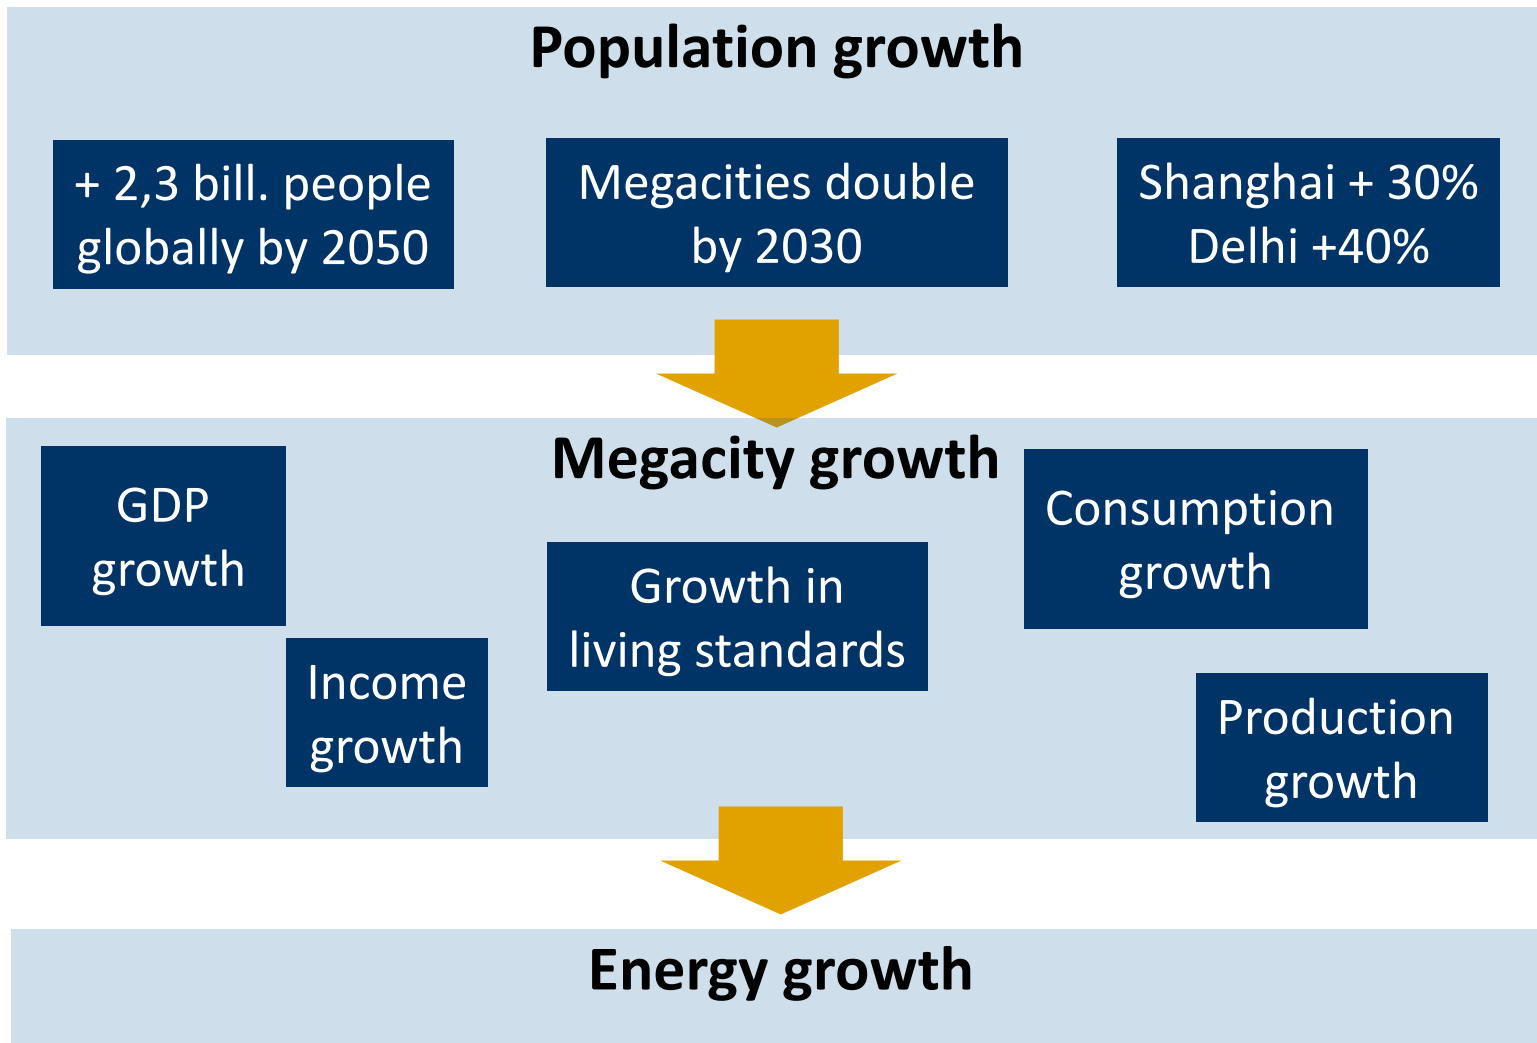 Population growth
+ 2,3 bill. people
globally by 2050
Megacities double
by 2030
Shanghai + 30%
Delhi +40%
Megacity growth
GDP
growth
Income
growth
Growth in
living standards
Consumption
growth
Production
growth
Energy growth